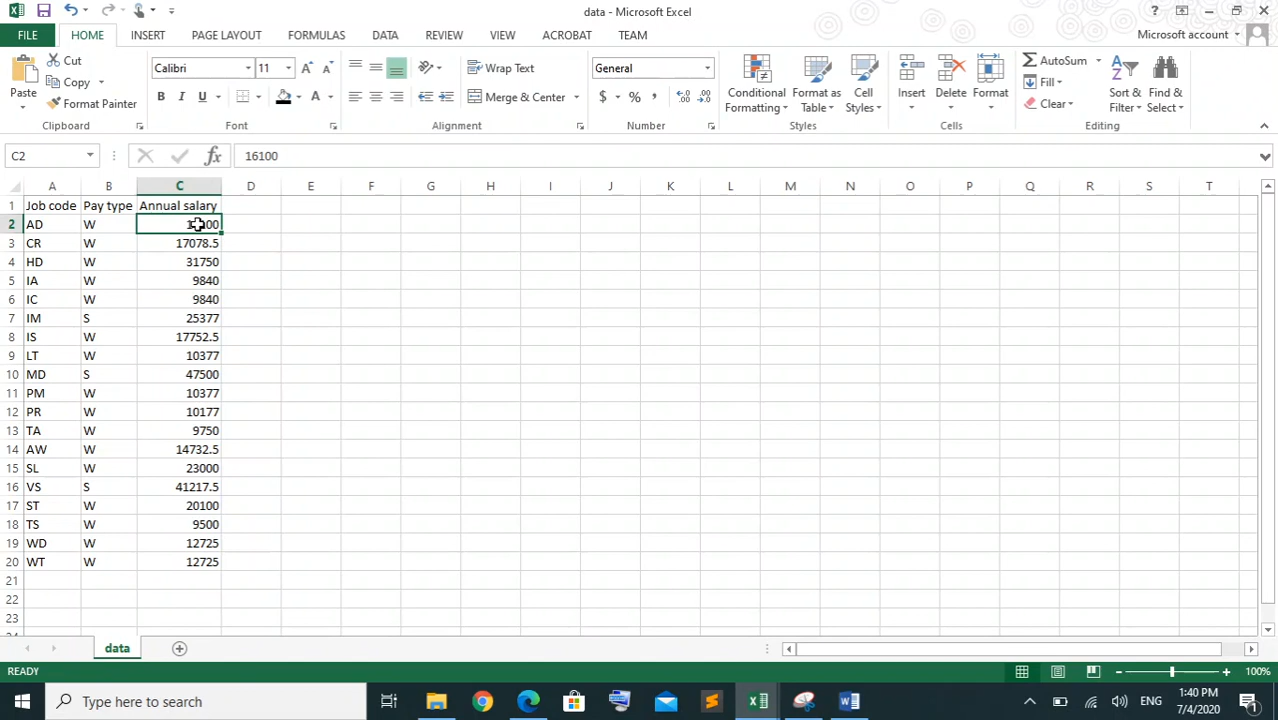 data - Microsoft Excel
FILE HOME INSERT PAGE LAYOUT FORMULAS DATA REVIEW VIEW ACROBAT TEAM Microsoft account
Cut
Copy
Format Painter
Paste
Clipboard
Calibri 11
B I U
Font
Wrap Text
Merge & Center
Alignment
General
$ % ,
Number
Conditional Formatting
Format as Table
Cell Styles
Styles
Insert Delete Format
Cells
AutoSum
Fill
Clear
Sort & Filter
Find & Select
Editing
C2 fx 16100
A B C D E F G H I J K L M N O P Q R S T
1 Job code Pay type Annual salary
2 AD W
3 CR W 17078.5
4 HD W 31750
5 IA W 9840
6 IC W 9840
7 IM S 25377
8 IS W 17752.5
9 LT W 10377
10 MD S 47500
11 PM W 10377
12 PR W 10177
13 TA W 9750
14 AW W 14732.5
15 SL W 23000
16 VS S 41217.5
17 ST W 20100
18 TS W 9500
19 WD W 12725
20 WT W 12725
21
22
23
data
READY 100%
Type here to search
ENG
1:40 PM
7/4/2020